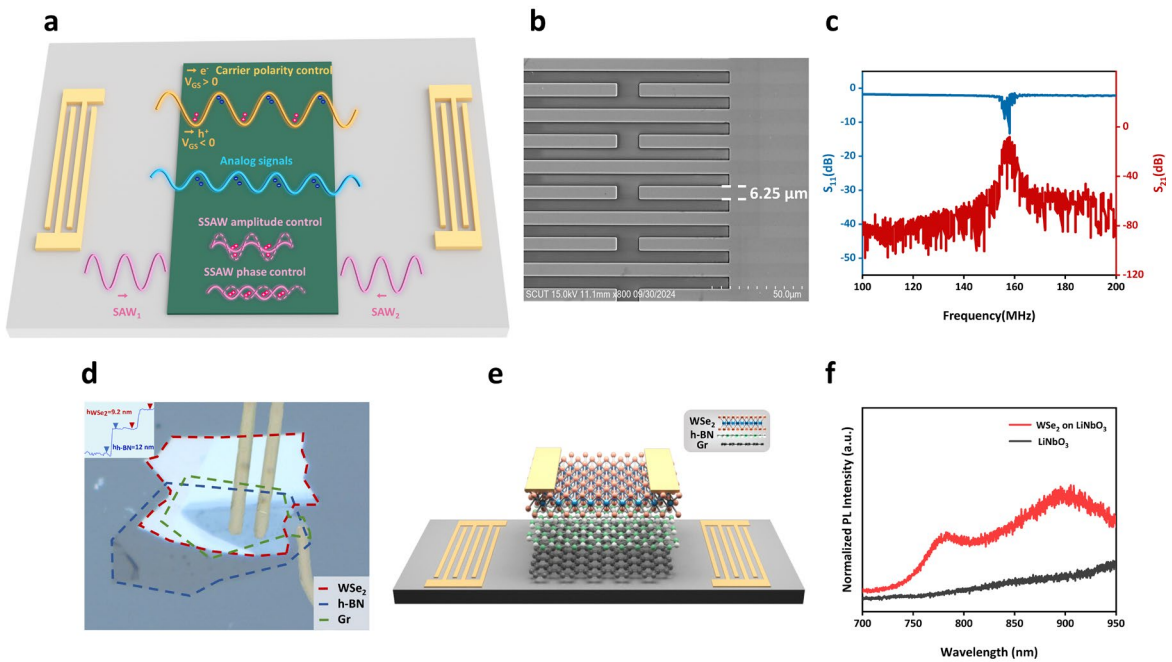 a
→ e⁻ Carrier polarity control
V_GS > 0
→ h⁺
V_GS < 0
Analog signals
SSAW amplitude control
SSAW phase control
SAW₁
→
SAW₂
←
b
6.25 μm
SCUT 15.0kV 11.1mm x800 09/30/2024
50.0μm
c
0
-10
-20
-30
-40
-50
S₁₁(dB)
0
-40
-80
-120
S₂₁(dB)
100
120
140
160
180
200
Frequency(MHz)
d
hWSe₂=9.2 nm
hh-BN=12 nm
WSe₂
h-BN
Gr
e
WSe₂
h-BN
Gr
f
Normalized PL Intensity (a.u.)
WSe₂ on LiNbO₃
LiNbO₃
700
750
800
850
900
950
Wavelength (nm)